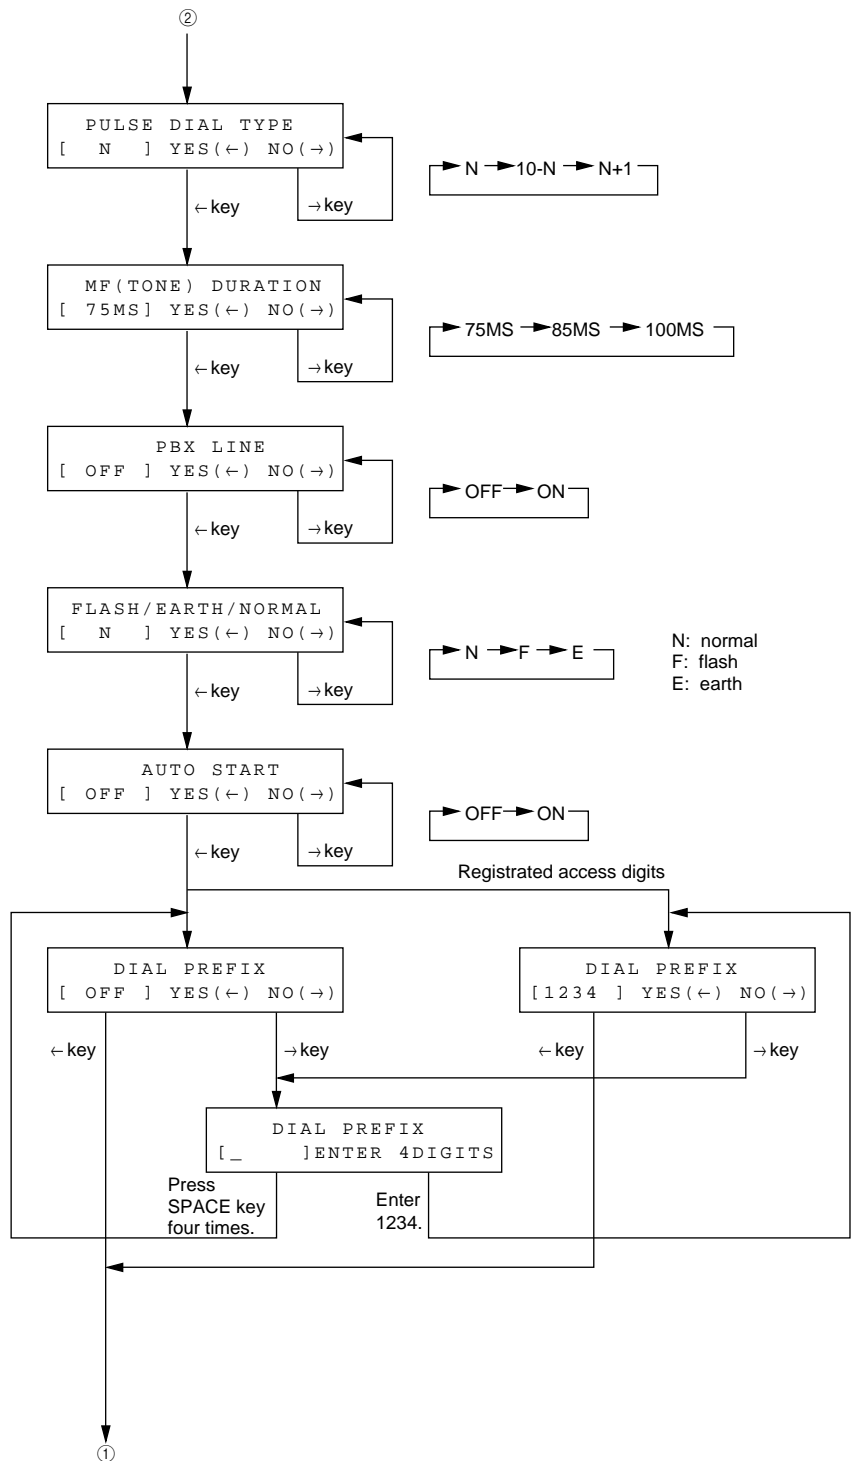 ②
PULSE DIAL TYPE
[ N ] YES(←) NO(→)
N 10-N N+1
←key →key
MF(TONE) DURATION
[ 75MS] YES(←) NO(→)
75MS 85MS 100MS
←key →key
PBX LINE
[ OFF ] YES(←) NO(→)
OFF ON
←key →key
FLASH/EARTH/NORMAL
[ N ] YES(←) NO(→)
N F E
N: normal
F: flash
E: earth
←key →key
AUTO START
[ OFF ] YES(←) NO(→)
OFF ON
←key →key
Registrated access digits
DIAL PREFIX
[ OFF ] YES(←) NO(→)
DIAL PREFIX
[1234 ] YES(←) NO(→)
←key →key
←key →key
DIAL PREFIX
[_ ]ENTER 4DIGITS
Press
SPACE key
four times.
Enter
1234.
①